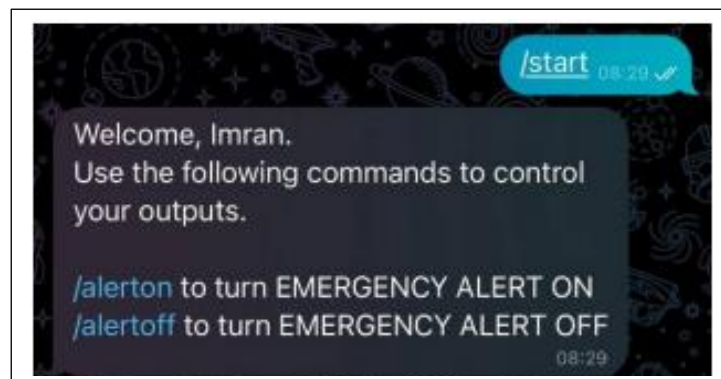 /start 08:29
Welcome, Imran.
Use the following commands to control
your outputs.
/alerton to turn EMERGENCY ALERT ON
/alertoff to turn EMERGENCY ALERT OFF
08:29